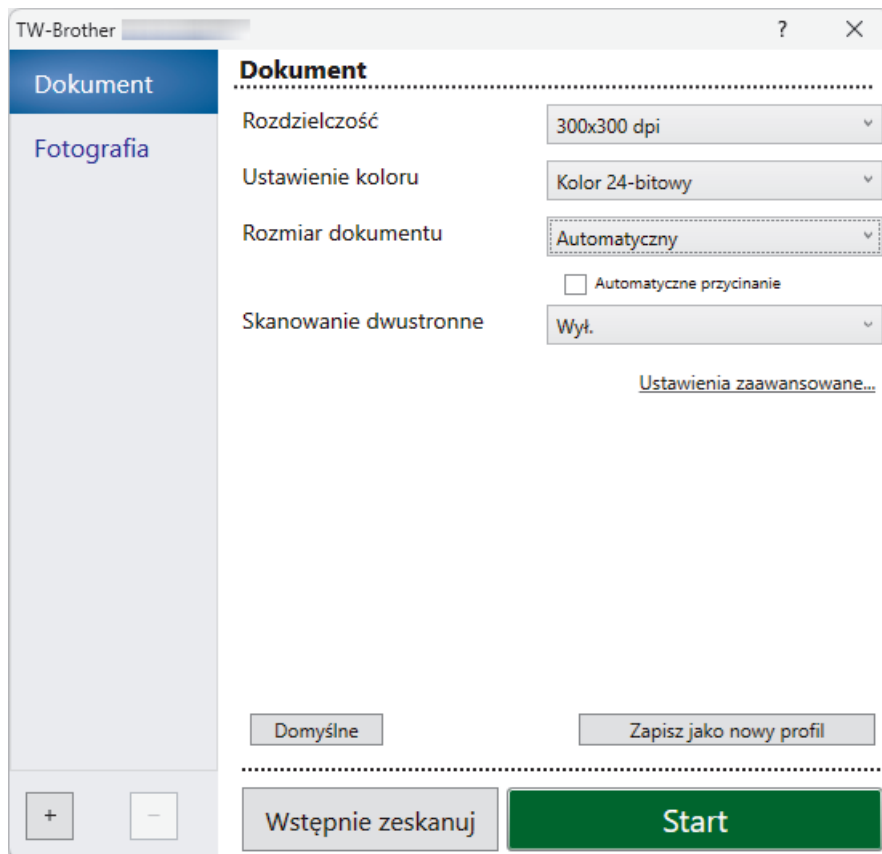 TW-Brother
?
Dokument
Fotografia
Dokument
Rozdzielczość
300x300 dpi
Ustawienie koloru
Kolor 24-bitowy
Rozmiar dokumentu
Automatyczny
Automatyczne przycinanie
Skanowanie dwustronne
Wył.
Ustawienia zaawansowane...
Domyślne
Zapisz jako nowy profil
+
−
Wstępnie zeskanuj
Start